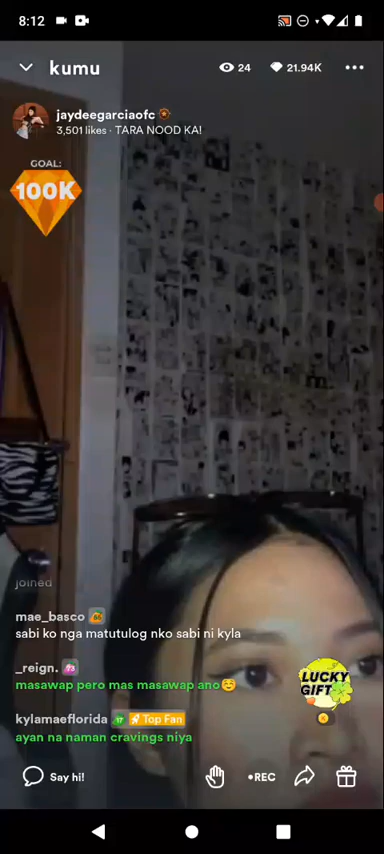 8:12
kumu
24
21.94K
jaydeegarciaofc
3,501 likes · TARA NOOD KA!
GOAL:
100K
joined
mae_basco
sabi ko nga matutulog nko sabi ni kyla
_reign.
masawap pero mas masawap ano☺️
kylamaeflorida Top Fan
ayan na naman cravings niya
LUCKY
GIFT
Say hi!
•REC